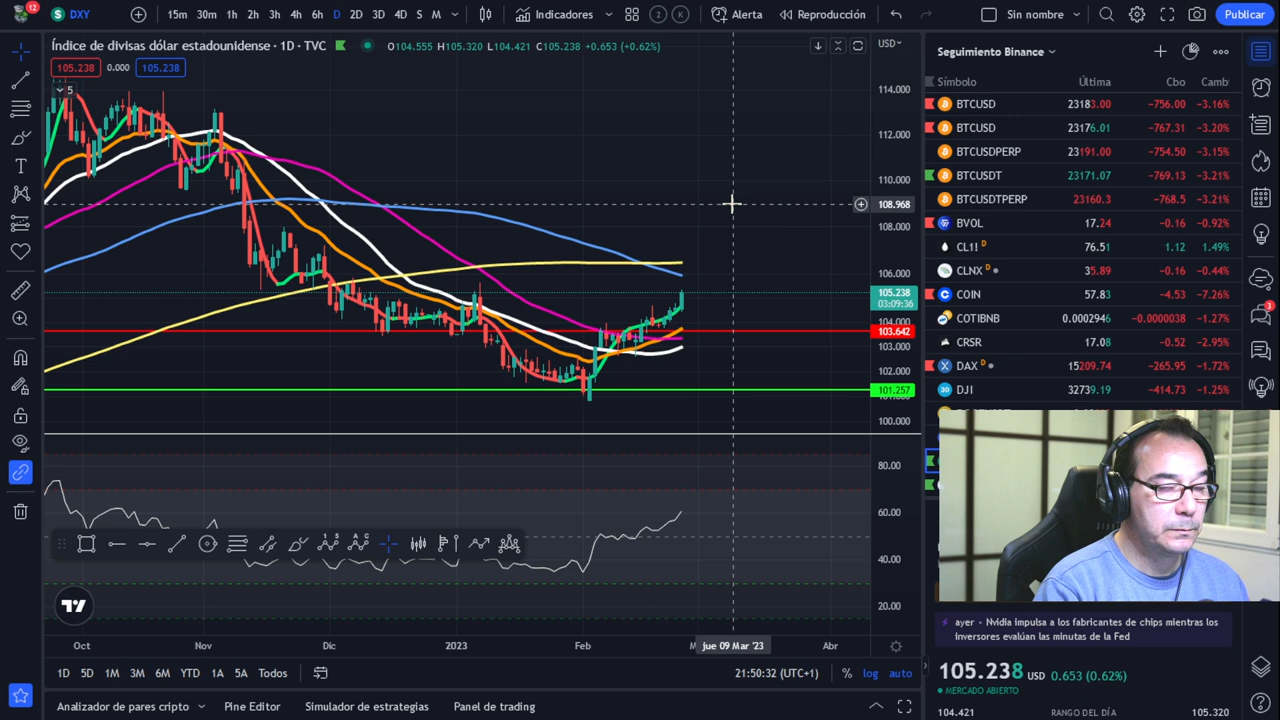 12
DXY
15m 30m 1h 2h 3h 4h 6h D 2D 3D 4D S M
Indicadores
2 K
Alerta
Reproducción
Sin nombre
Publicar
Índice de divisas dólar estadounidense · 1D · TVC
O104.555 H105.320 L104.421 C105.238 +0.653 (+0.62%)
USD
105.238 0.000 105.238
5
114.000
112.000
110.000
108.968
108.000
106.000
105.238
03:09:36
104.000
103.642
103.000
102.000
101.257
100.000
80.00
60.00
40.00
20.00
Oct Nov Dic 2023 Feb jue 09 Mar '23 Abr
1D 5D 1M 3M 6M YTD 1A 5A Todos
21:50:32 (UTC+1) % log auto
Analizador de pares cripto Pine Editor Simulador de estrategias Panel de trading
Seguimiento Binance
Símbolo Última Cbo Camb
BTCUSD 23183.00 −756.00 −3.16%
BTCUSD 23176.01 −767.31 −3.20%
BTCUSDPERP 23191.00 −754.50 −3.15%
BTCUSDT 23171.07 −769.13 −3.21%
BTCUSDTPERP 23160.3 −768.5 −3.21%
BVOL 17.24 −0.16 −0.92%
CL1! D 76.51 1.12 1.49%
CLNX D 35.89 −0.16 −0.44%
COIN 57.83 −4.53 −7.26%
COTIBNB 0.0002946 −0.0000038 −1.27%
CRSR 17.08 −0.52 −2.95%
DAX D 15209.74 −265.95 −1.72%
30 DJI 32739.19 −414.73 −1.25%
3
ayer • Nvidia impulsa a los fabricantes de chips mientras los
inversores evalúan las minutas de la Fed
105.238 USD 0.653 (0.62%)
MERCADO ABIERTO
104.421 RANGO DEL DÍA 105.320